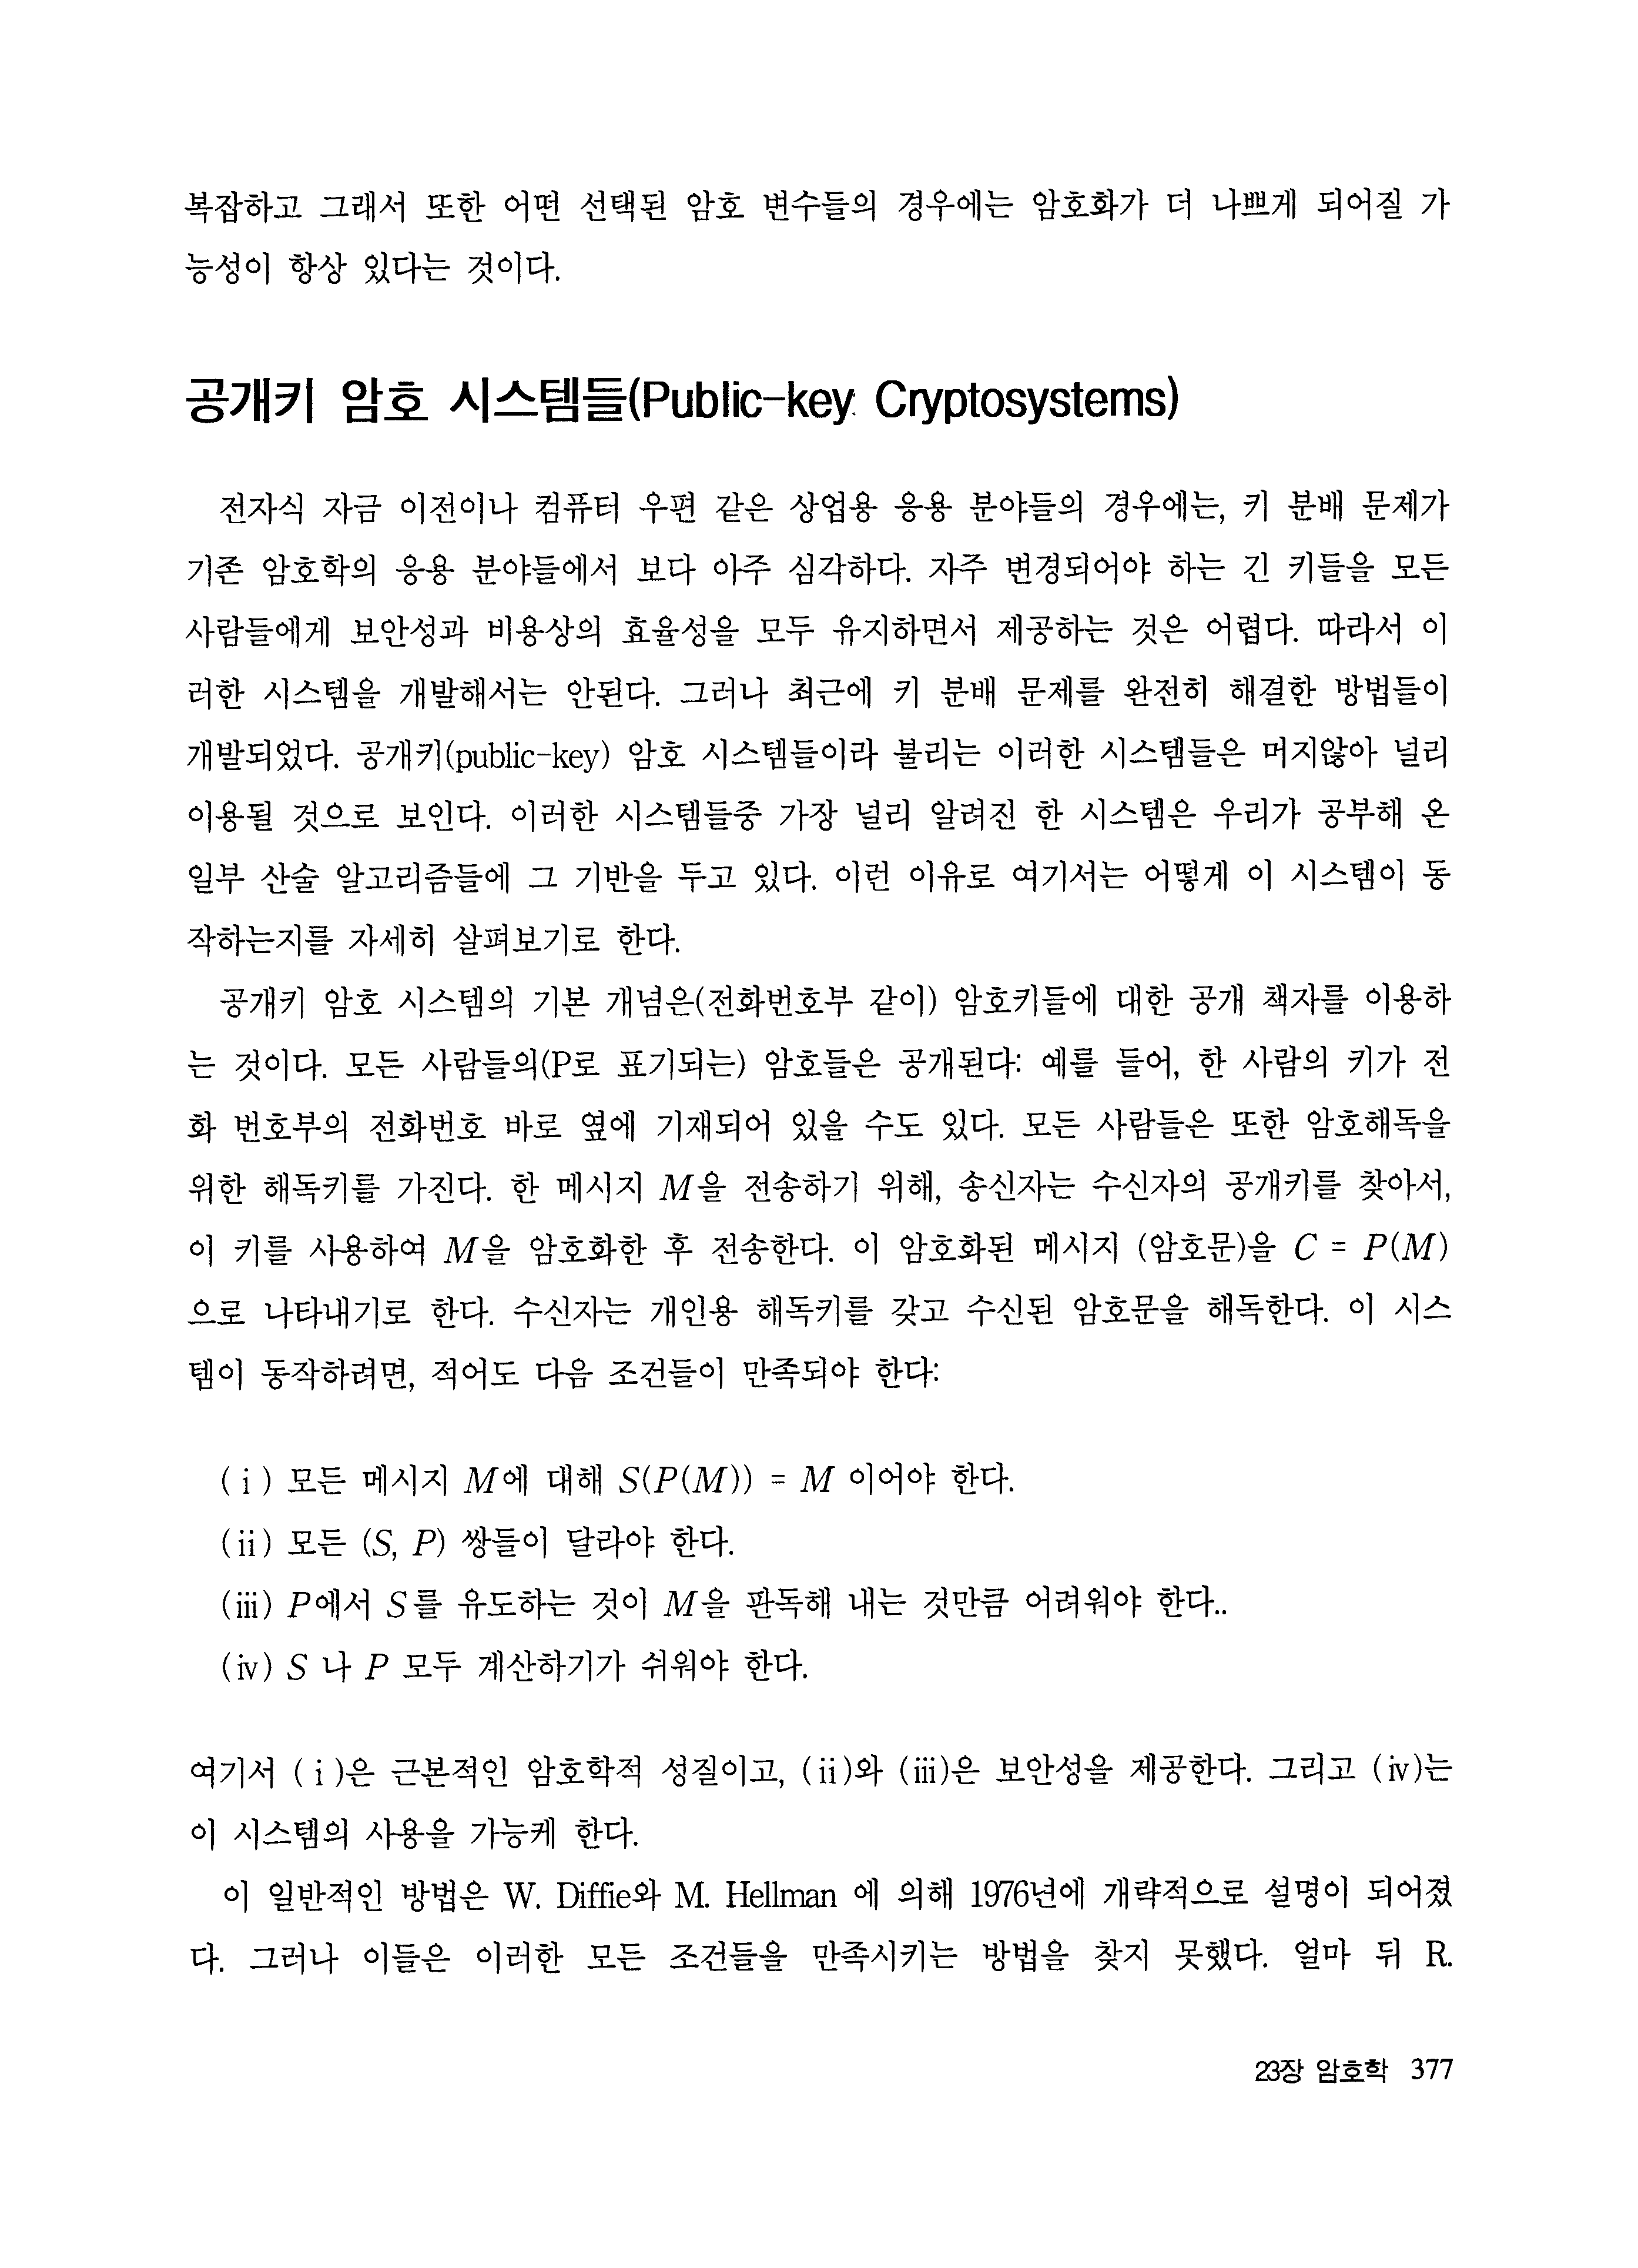 복잡하고 그래서 또한 어떤 선택된 암호 변수들의 경우에는 암호화가 더 나쁘게 되어질 가
능성이 항상 있다는 것이다.
공개키 암호 시스템들(Public-key Cryptosystems)
전자식 자금 이전이나 컴퓨터 우편 같은 상업용 응용 분야들의 경우에는, 키 분배 문제가
기존 암호학의 응용 분야들에서 보다 아주 심각하다. 자주 변경되어야 하는 긴 키들을 모든
사람들에게 보안성과 비용상의 효율성을 모두 유지하면서 제공하는 것은 어렵다. 따라서 이
러한 시스템을 개발해서는 안된다. 그러나 최근에 키 분배 문제를 완전히 해결한 방법들이
개발되었다. 공개키(public-key) 암호 시스템들이라 불리는 이러한 시스템들은 머지않아 널리
이용될 것으로 보인다. 이러한 시스템들중 가장 널리 알려진 한 시스템은 우리가 공부해 온
일부 산술 알고리즘들에 그 기반을 두고 있다. 이런 이유로 여기서는 어떻게 이 시스템이 동
작하는지를 자세히 살펴보기로 한다.
공개키 암호 시스템의 기본 개념은(전화번호부 같이) 암호키들에 대한 공개 책자를 이용하
는 것이다. 모든 사람들의(P로 표기되는) 암호들은 공개된다: 예를 들어, 한 사람의 키가 전
화 번호부의 전화번호 바로 옆에 기재되어 있을 수도 있다. 모든 사람들은 또한 암호해독을
위한 해독키를 가진다. 한 메시지 M을 전송하기 위해, 송신자는 수신자의 공개키를 찾아서,
이 키를 사용하여 M을 암호화한 후 전송한다. 이 암호화된 메시지 (암호문)을 C = P(M)
으로 나타내기로 한다. 수신자는 개인용 해독키를 갖고 수신된 암호문을 해독한다. 이 시스
템이 동작하려면, 적어도 다음 조건들이 만족되야 한다:
(ⅰ) 모든 메시지 M에 대해 S(P(M)) = M 이어야 한다.
(ⅱ) 모든 (S, P) 쌍들이 달라야 한다.
(ⅲ) P에서 S를 유도하는 것이 M을 판독해 내는 것만큼 어려워야 한다..
(ⅳ) S 나 P 모두 계산하기가 쉬워야 한다.
여기서 (ⅰ)은 근본적인 암호학적 성질이고, (ⅱ)와 (ⅲ)은 보안성을 제공한다. 그리고 (ⅳ)는
이 시스템의 사용을 가능케 한다.
이 일반적인 방법은 W. Diffie와 M. Hellman 에 의해 1976년에 개략적으로 설명이 되어졌
다. 그러나 이들은 이러한 모든 조건들을 만족시키는 방법을 찾지 못했다. 얼마 뒤 R.
23장 암호학 377